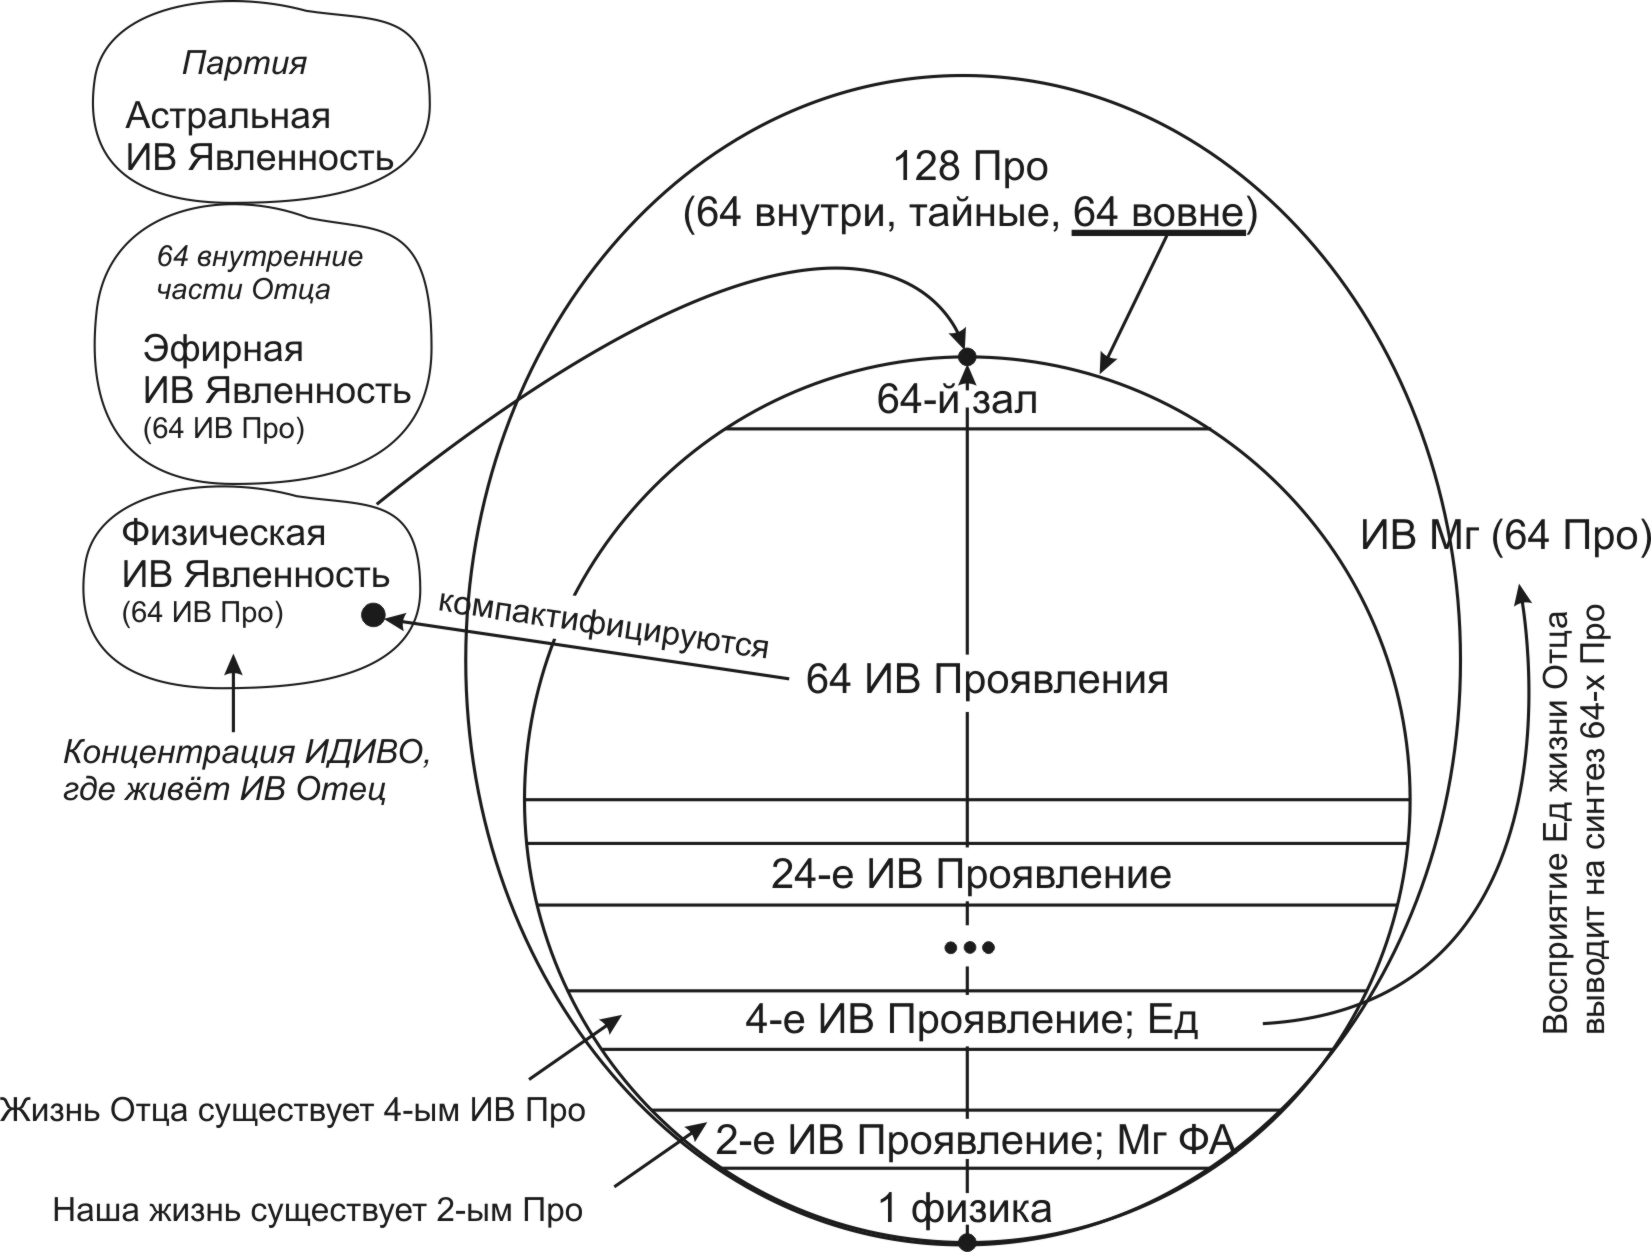 Партия
Астральная
ИВ Явленность
64 внутренние
части Отца
Эфирная
ИВ Явленность
(64 ИВ Про)
Физическая
ИВ Явленность
(64 ИВ Про)
Концентрация ИДИВО,
где живёт ИВ Отец
128 Про
(64 внутри, тайные, 64 вовне)
64-й зал
компактифицируются
64 ИВ Проявления
24-е ИВ Проявление
4-е ИВ Проявление; Ед
2-е ИВ Проявление; Мг ФА
1 физика
Жизнь Отца существует 4-ым ИВ Про
Наша жизнь существует 2-ым Про
ИВ Мг (64 Про)
Восприятие Ед жизни Отца
выводит на синтез 64-х Про